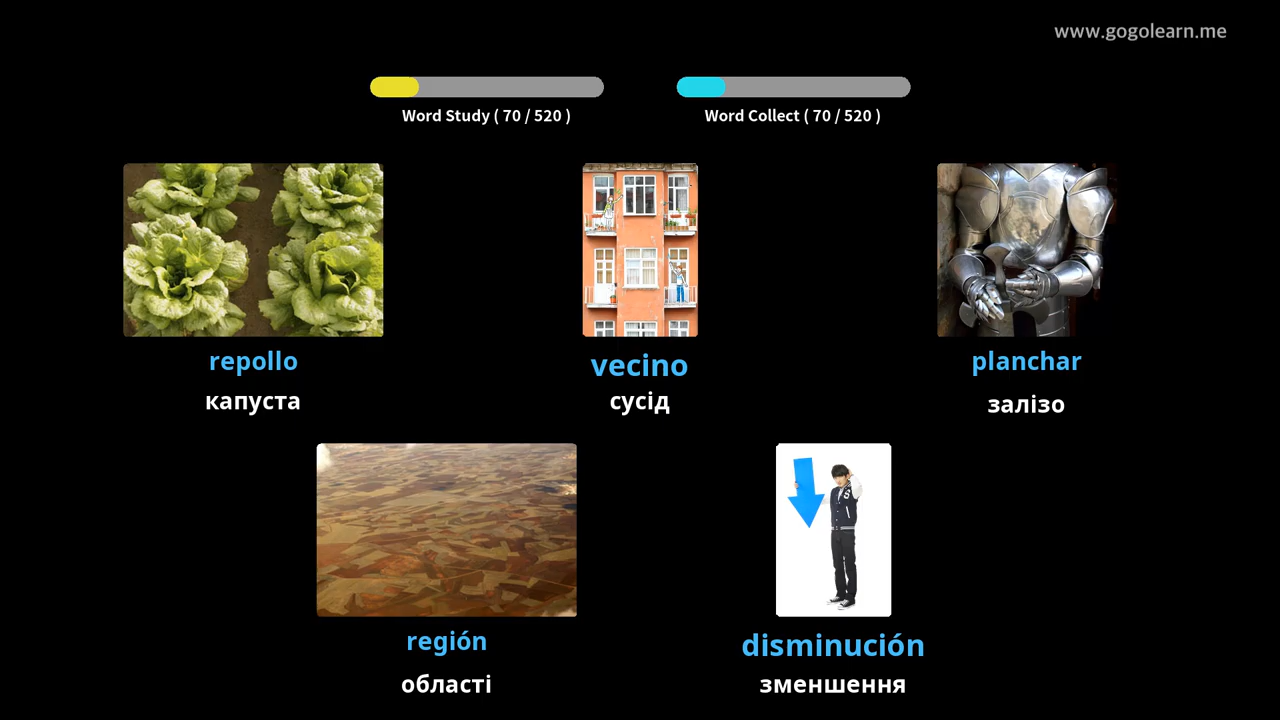 www.gogolearn.me
Word Study ( 70 / 520 )
Word Collect ( 70 / 520 )
repollo
капуста
vecino
сусід
planchar
залізо
región
області
disminución
зменшення